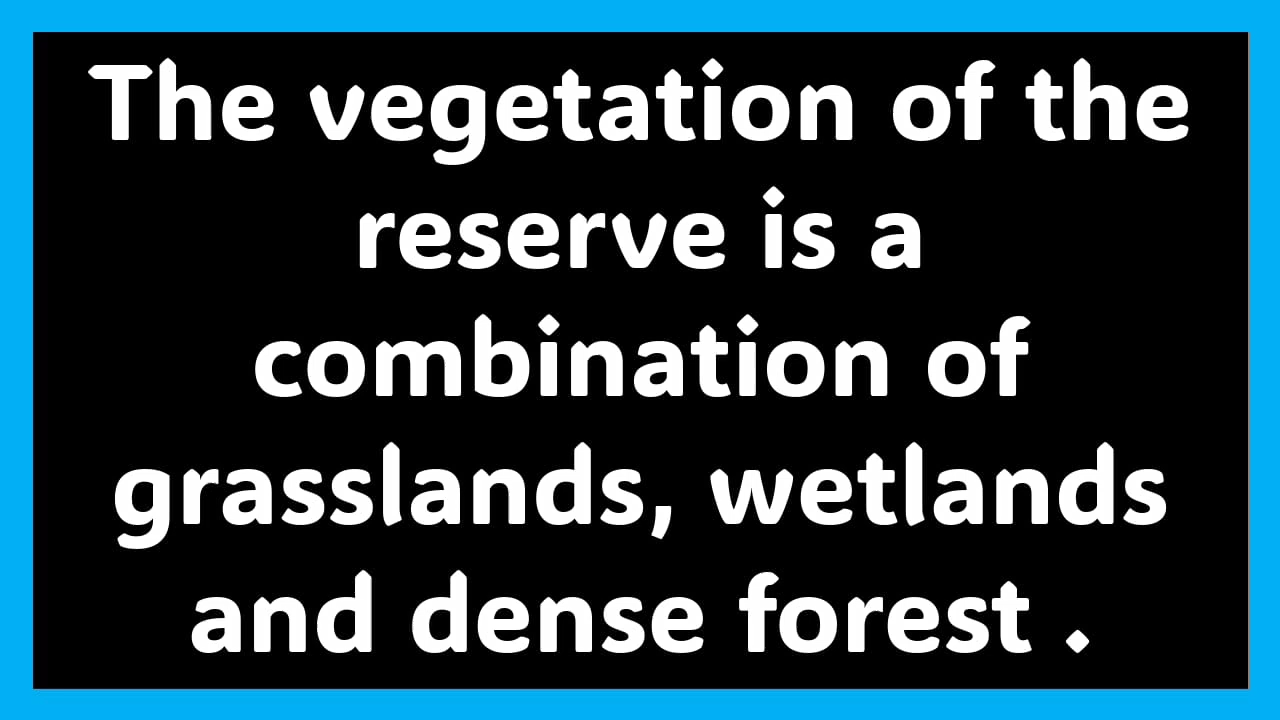 The vegetation of the
reserve is a
combination of
grasslands, wetlands
and dense forest .